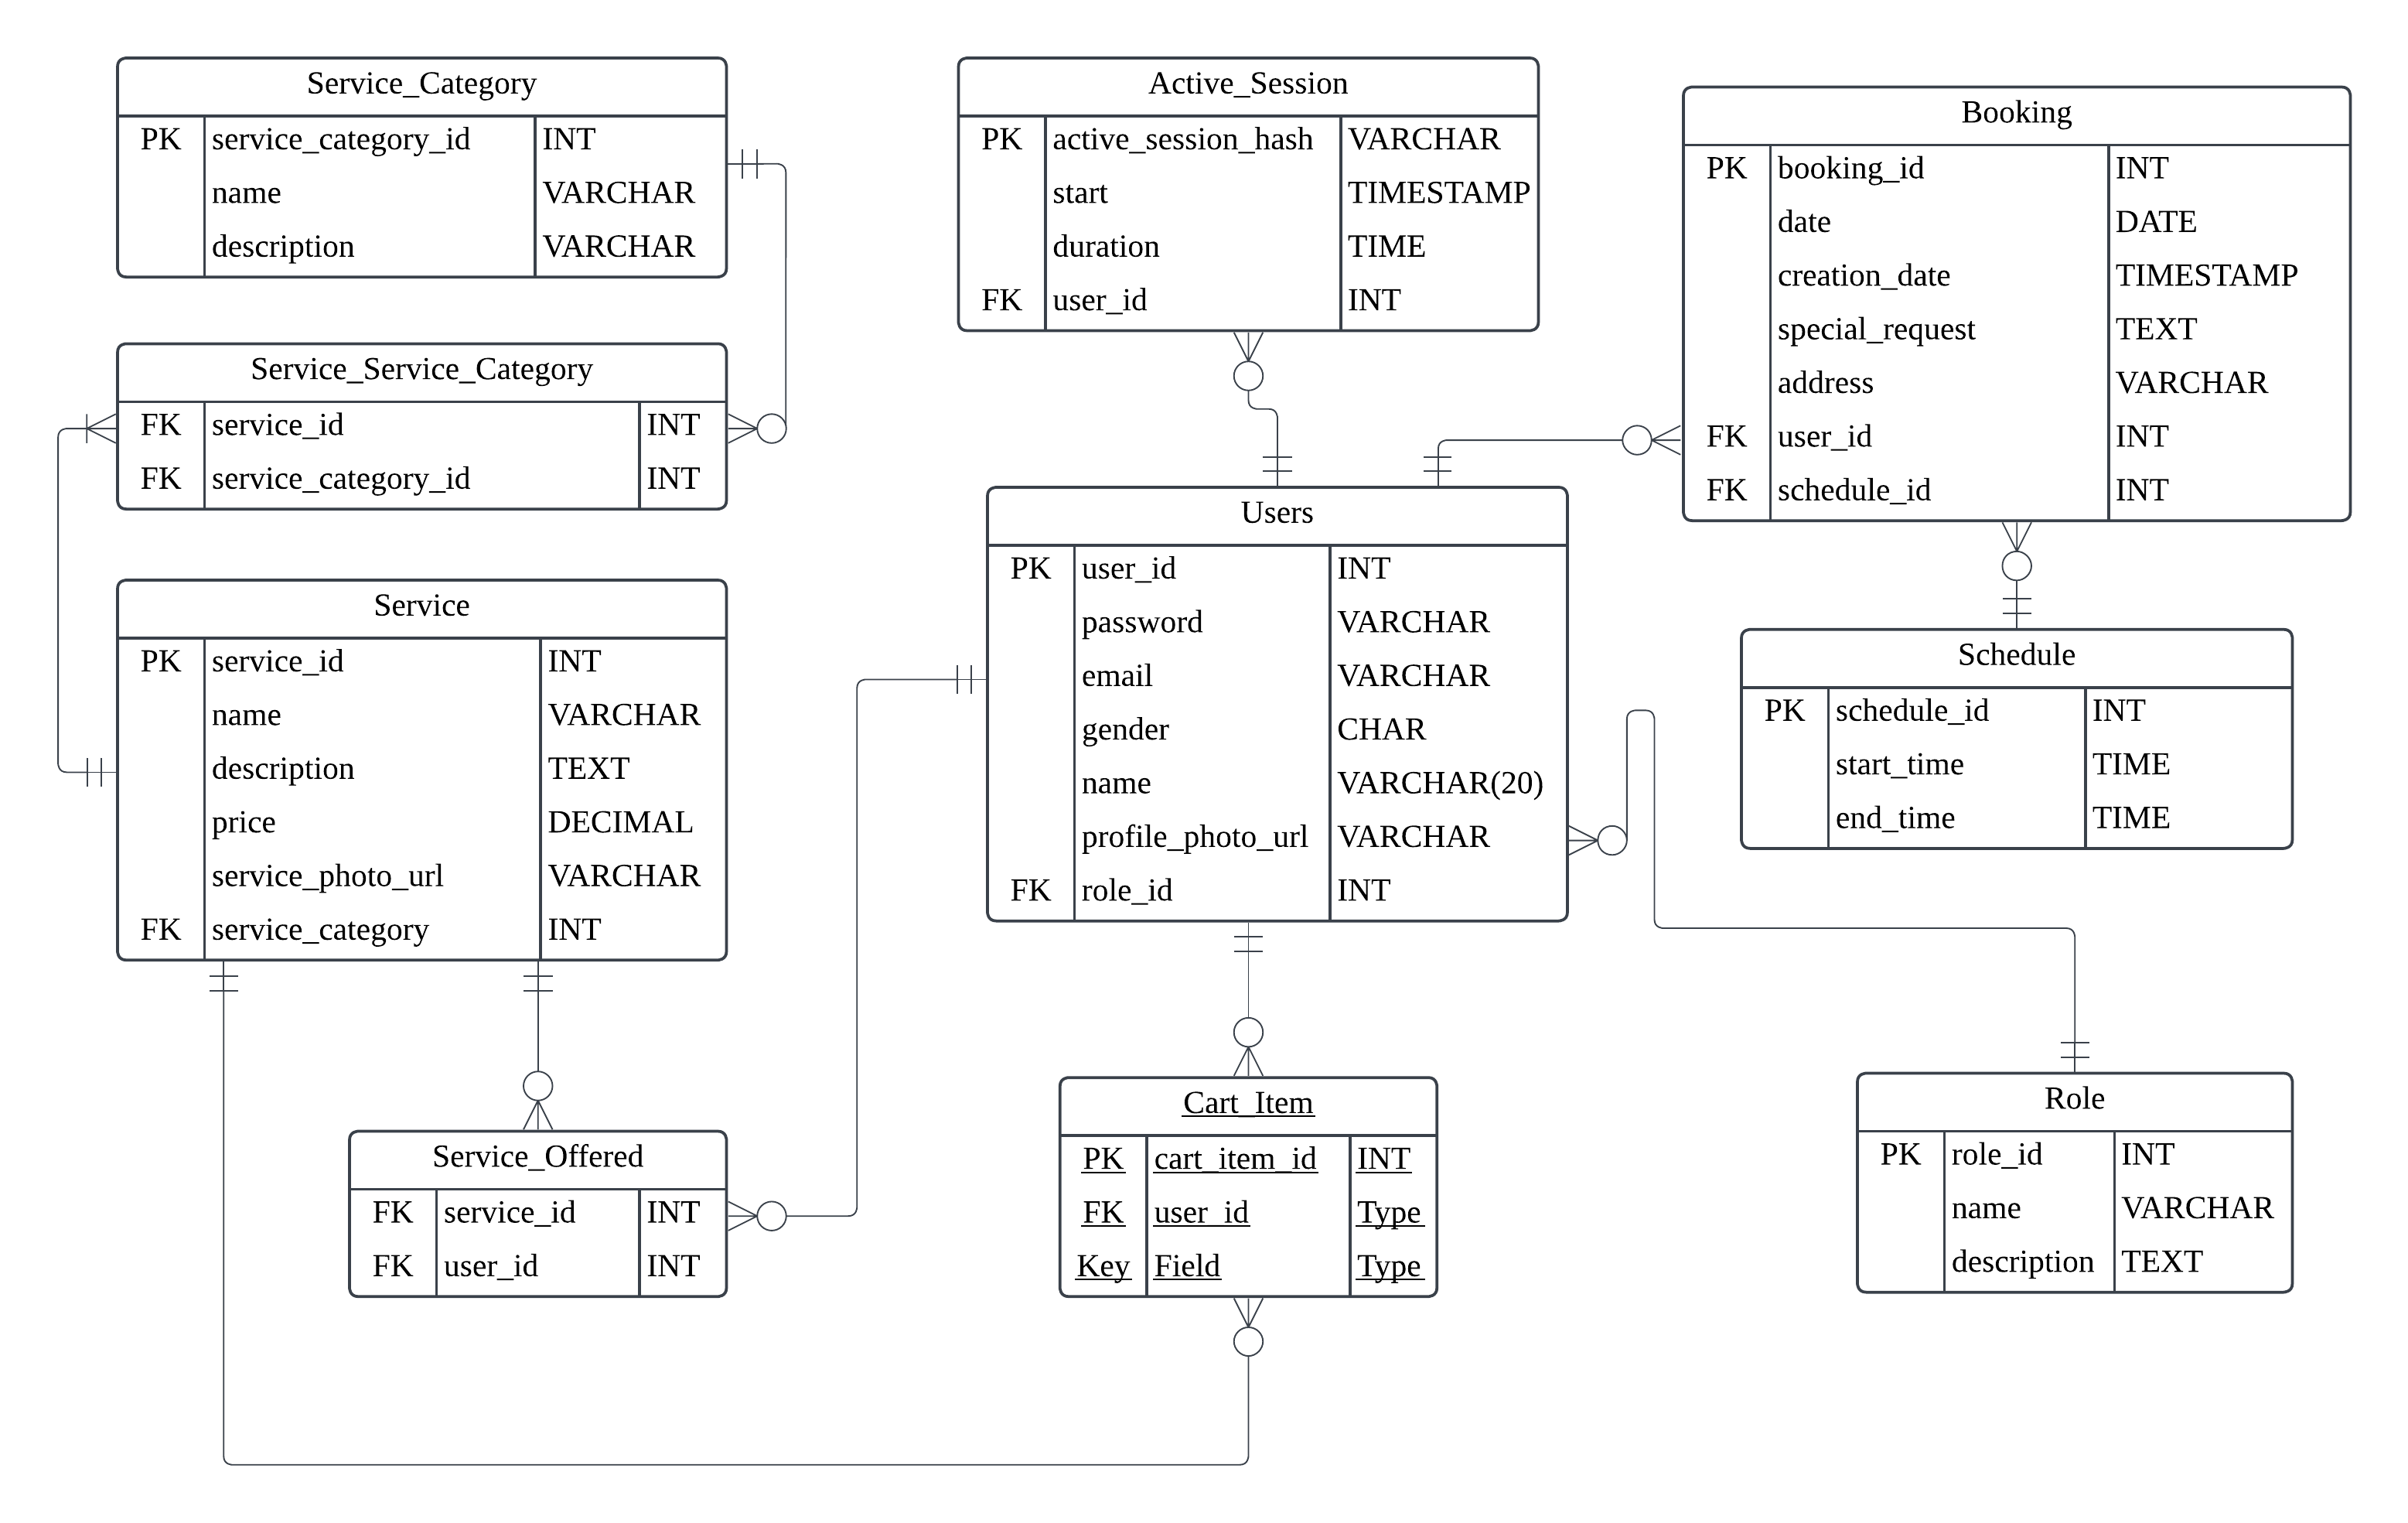 Service_Category
PK service_category_id INT
name VARCHAR
description VARCHAR
Service_Service_Category
FK service_id INT
FK service_category_id INT
Service
PK service_id INT
name VARCHAR
description TEXT
price DECIMAL
service_photo_url VARCHAR
FK service_category INT
Service_Offered
FK service_id INT
FK user_id INT
Active_Session
PK active_session_hash VARCHAR
start TIMESTAMP
duration TIME
FK user_id INT
Users
PK user_id INT
password VARCHAR
email VARCHAR
gender CHAR
name VARCHAR(20)
profile_photo_url VARCHAR
FK role_id INT
Cart_Item
PK cart_item_id INT
FK user_id Type
Key Field Type
Booking
PK booking_id INT
date DATE
creation_date TIMESTAMP
special_request TEXT
address VARCHAR
FK user_id INT
FK schedule_id INT
Schedule
PK schedule_id INT
start_time TIME
end_time TIME
Role
PK role_id INT
name VARCHAR
description TEXT